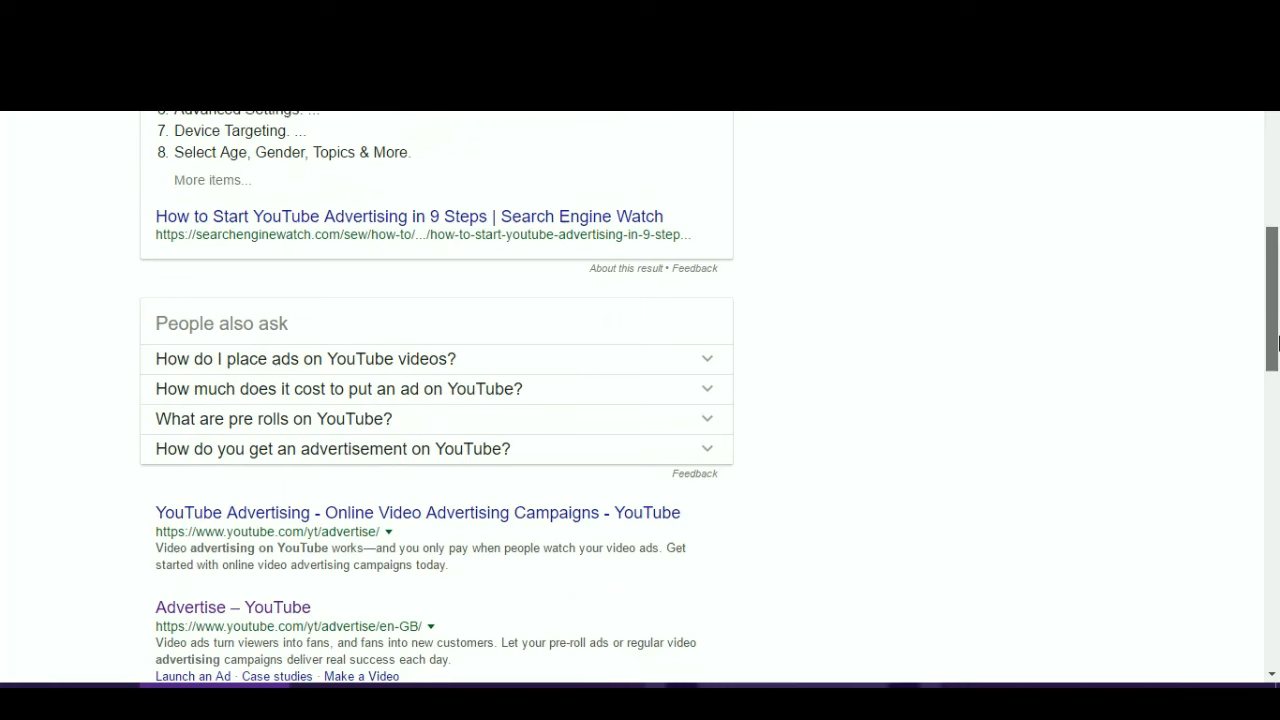 6. Advanced Settings. ...
7. Device Targeting. ...
8. Select Age, Gender, Topics & More.
More items...
How to Start YouTube Advertising in 9 Steps | Search Engine Watch
https://searchenginewatch.com/sew/how-to/.../how-to-start-youtube-advertising-in-9-step...
About this result • Feedback
People also ask
How do I place ads on YouTube videos?
How much does it cost to put an ad on YouTube?
What are pre rolls on YouTube?
How do you get an advertisement on YouTube?
Feedback
YouTube Advertising - Online Video Advertising Campaigns - YouTube
https://www.youtube.com/yt/advertise/
Video advertising on YouTube works—and you only pay when people watch your video ads. Get
started with online video advertising campaigns today.
Advertise – YouTube
https://www.youtube.com/yt/advertise/en-GB/
Video ads turn viewers into fans, and fans into new customers. Let your pre-roll ads or regular video
advertising campaigns deliver real success each day.
Launch an Ad · Case studies · Make a Video